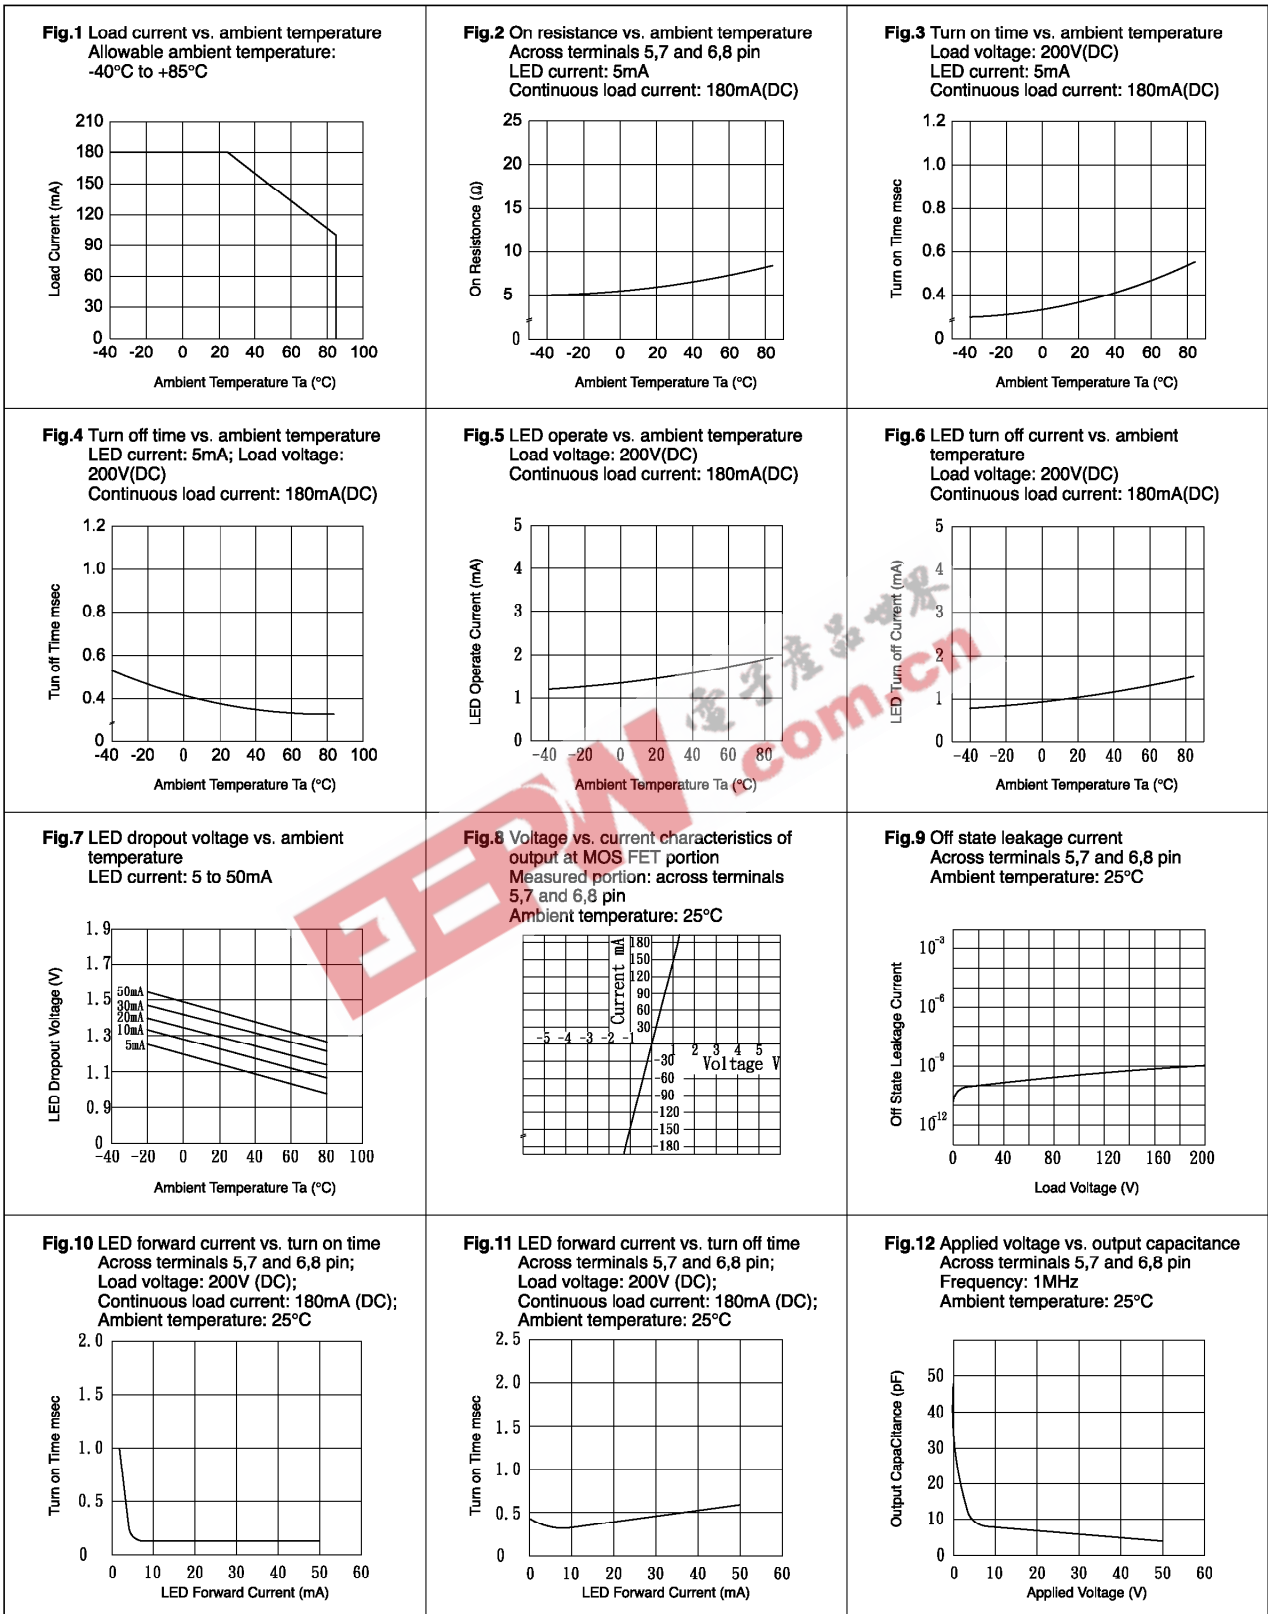 Fig.1 Load current vs. ambient temperature
Allowable ambient temperature:
-40°C to +85°C
210
180
150
120
90
60
30
0
Load Current (mA)
-40 -20 0 20 40 60 80 100
Ambient Temperature Ta (°C)
Fig.2 On resistance vs. ambient temperature
Across terminals 5,7 and 6,8 pin
LED current: 5mA
Continuous load current: 180mA(DC)
25
20
15
10
5
0
On Resistonce (Ω)
-40 -20 0 20 40 60 80
Ambient Temperature Ta (°C)
Fig.3 Turn on time vs. ambient temperature
Load voltage: 200V(DC)
LED current: 5mA
Continuous load current: 180mA(DC)
1.2
1.0
0.8
0.6
0.4
0
Turn on Time msec
-40 -20 0 20 40 60 80
Ambient Temperature Ta (°C)
Fig.4 Turn off time vs. ambient temperature
LED current: 5mA; Load voltage:
200V(DC)
Continuous load current: 180mA(DC)
1.2
1.0
0.8
0.6
0.4
0
Tun off Time msec
-40 -20 0 20 40 60 80 100
Ambient Temperature Ta (°C)
Fig.5 LED operate vs. ambient temperature
Load voltage: 200V(DC)
Continuous load current: 180mA(DC)
5
4
3
2
1
0
LED Operate Current (mA)
-40 -20 0 20 40 60 80
Ambient Temperature Ta (°C)
Fig.6 LED turn off current vs. ambient
temperature
Load voltage: 200V(DC)
Continuous load current: 180mA(DC)
5
4
3
2
1
0
LED Turn off Current (mA)
-40 -20 0 20 40 60 80
Ambient Temperature Ta (°C)
電子產品世界
EEPW.com.cn
Fig.7 LED dropout voltage vs. ambient
temperature
LED current: 5 to 50mA
1.9
1.7
1.5
1.3
1.1
0.9
0
LED Dropout Voltage (V)
50mA
30mA
20mA
10mA
5mA
-40 -20 0 20 40 60 80 100
Ambient Temperature Ta (°C)
Fig.8 Voltage vs. current characteristics of
output at MOS FET portion
Measured portion: across terminals
5,7 and 6,8 pin
Ambient temperature: 25°C
Current mA
180
150
120
90
60
30
-5 -4 -3 -2 -1 1 2 3 4 5
Voltage V
-30
-60
-90
-120
-150
-180
Fig.9 Off state leakage current
Across terminals 5,7 and 6,8 pin
Ambient temperature: 25°C
10-3
10-6
10-9
10-12
Off State Leakage Current
0 40 80 120 160 200
Load Voltage (V)
Fig.10 LED forward current vs. turn on time
Across terminals 5,7 and 6,8 pin;
Load voltage: 200V (DC);
Continuous load current: 180mA (DC);
Ambient temperature: 25°C
2.0
1.5
1.0
0.5
0
Turn on Time msec
0 10 20 30 40 50 60
LED Forward Current (mA)
Fig.11 LED forward current vs. turn off time
Across terminals 5,7 and 6,8 pin;
Load voltage: 200V (DC);
Continuous load current: 180mA (DC);
Ambient temperature: 25°C
2.5
2.0
1.5
1.0
0.5
0
Turn on Time msec
0 10 20 30 40 50 60
LED Forward Current (mA)
Fig.12 Applied voltage vs. output capacitance
Across terminals 5,7 and 6,8 pin
Frequency: 1MHz
Ambient temperature: 25°C
50
40
30
20
10
0
Output CapaCitance (pF)
0 10 20 30 40 50 60
Applied Voltage (V)